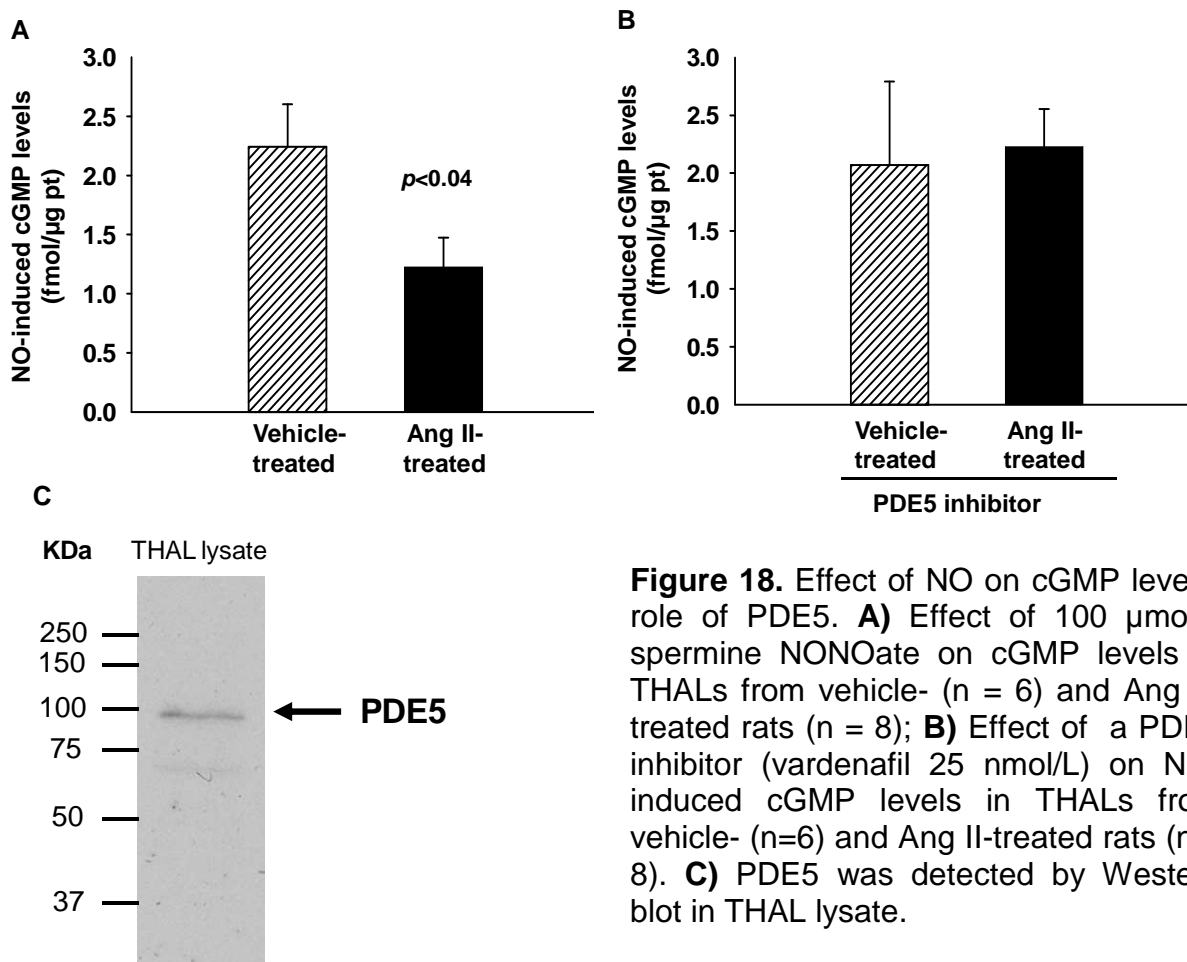 A
NO-induced cGMP levels
(fmol/µg pt)
3.0
2.5
2.0
1.5
1.0
0.5
0.0
p<0.04
Vehicle-
treated
Ang II-
treated
B
NO-induced cGMP levels
(fmol/µg pt)
3.0
2.5
2.0
1.5
1.0
0.5
0.0
Vehicle-
treated
Ang II-
treated
PDE5 inhibitor
C
KDa THAL lysate
250
150
100
75
50
37
PDE5
Figure 18. Effect of NO on cGMP leve
role of PDE5. A) Effect of 100 µmo
spermine NONOate on cGMP levels
THALs from vehicle- (n = 6) and Ang
treated rats (n = 8); B) Effect of a PD
inhibitor (vardenafil 25 nmol/L) on N
induced cGMP levels in THALs fro
vehicle- (n=6) and Ang II-treated rats (n
8). C) PDE5 was detected by Weste
blot in THAL lysate.